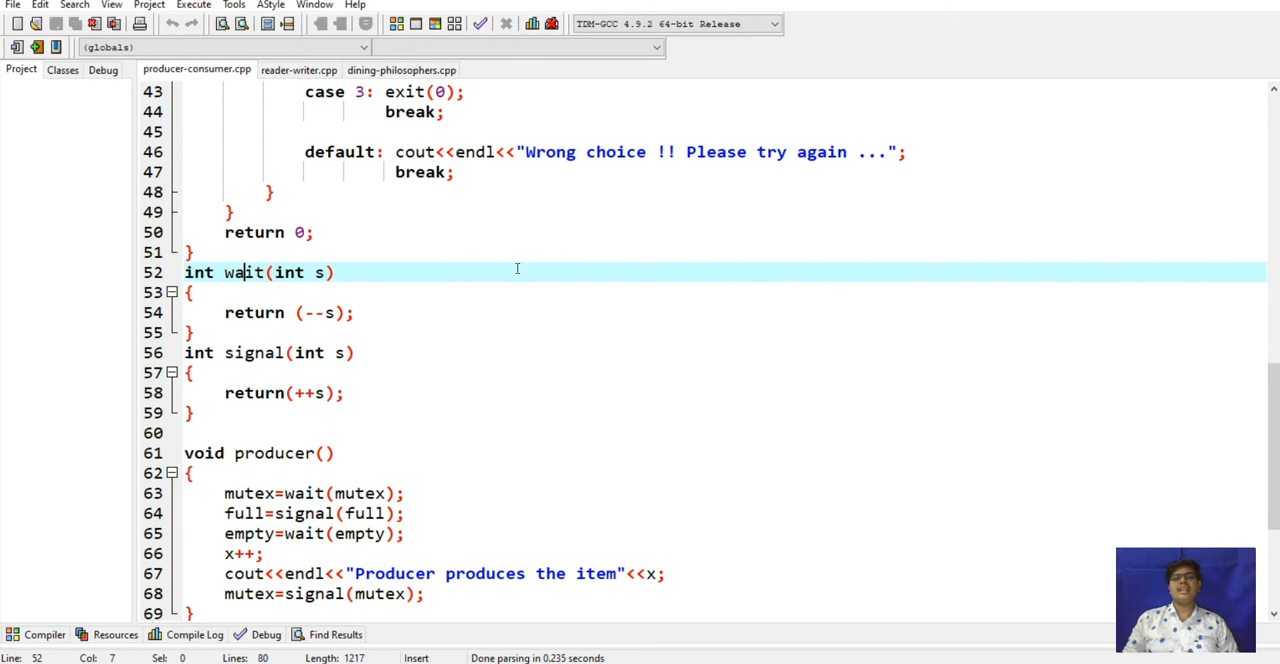 File Edit Search View Project Execute Tools AStyle Window Help
TDM-GCC 4.9.2 64-bit Release
(globals)
Project Classes Debug producer-consumer.cpp reader-writer.cpp dining-philosophers.cpp
43 case 3: exit(0);
44 break;
45
46 default: cout<<endl<<"Wrong choice !! Please try again ...";
47 break;
48 }
49 }
50 return 0;
51 }
52 int wait(int s)
53 {
54 return (--s);
55 }
56 int signal(int s)
57 {
58 return(++s);
59 }
60
61 void producer()
62 {
63 mutex=wait(mutex);
64 full=signal(full);
65 empty=wait(empty);
66 x++;
67 cout<<endl<<"Producer produces the item"<<x;
68 mutex=signal(mutex);
69 }
Compiler Resources Compile Log Debug Find Results
Line: 52 Col: 7 Sel: 0 Lines: 80 Length: 1217 Insert Done parsing in 0.235 seconds